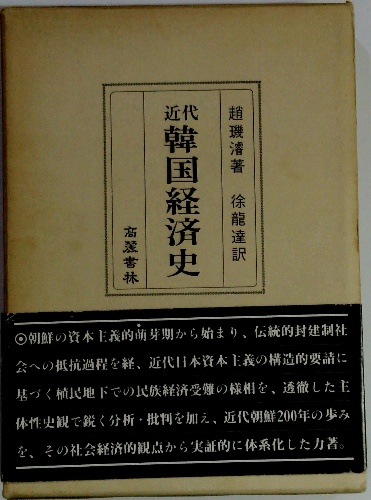 趙璣濬著　徐龍達訳
近代
韓国経済史
高麗書林
◎朝鮮の資本主義的萌芽期から始まり、伝統的封建制社
会への抵抗過程を経、近代日本資本主義の構造的要請に
基づく植民地下での民族経済受難の様相を、透徹した主
体性史観で鋭く分析・批判を加え、近代朝鮮200年の歩み
を、その社会経済的観点から実証的に体系化した力著。